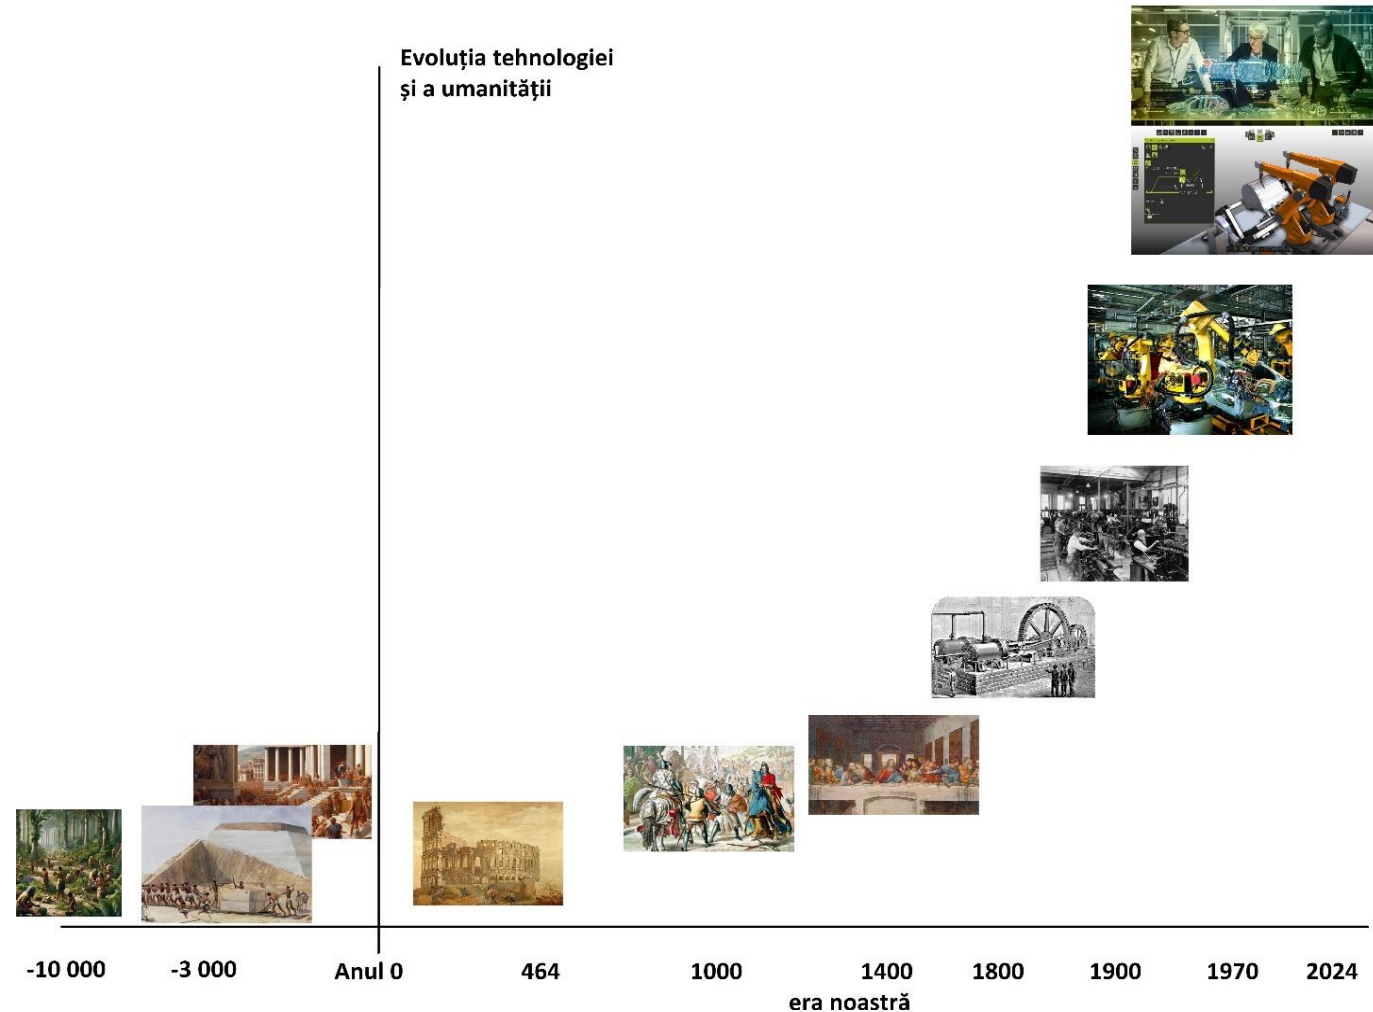 Evoluția tehnologiei
și a umanității
-10 000 -3 000 Anul 0 464 1000 1400 1800 1900 1970 2024
era noastră